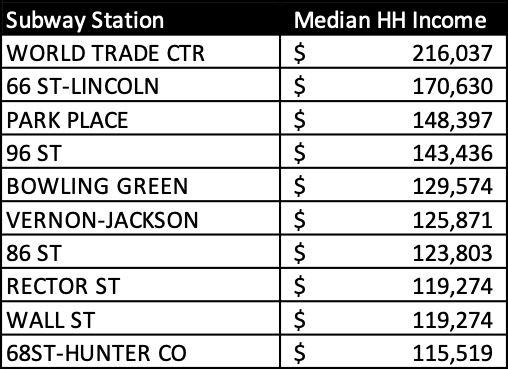 Subway Station Median HH Income
WORLD TRADE CTR $ 216,037
66 ST-LINCOLN $ 170,630
PARK PLACE $ 148,397
96 ST $ 143,436
BOWLING GREEN $ 129,574
VERNON-JACKSON $ 125,871
86 ST $ 123,803
RECTOR ST $ 119,274
WALL ST $ 119,274
68ST-HUNTER CO $ 115,519